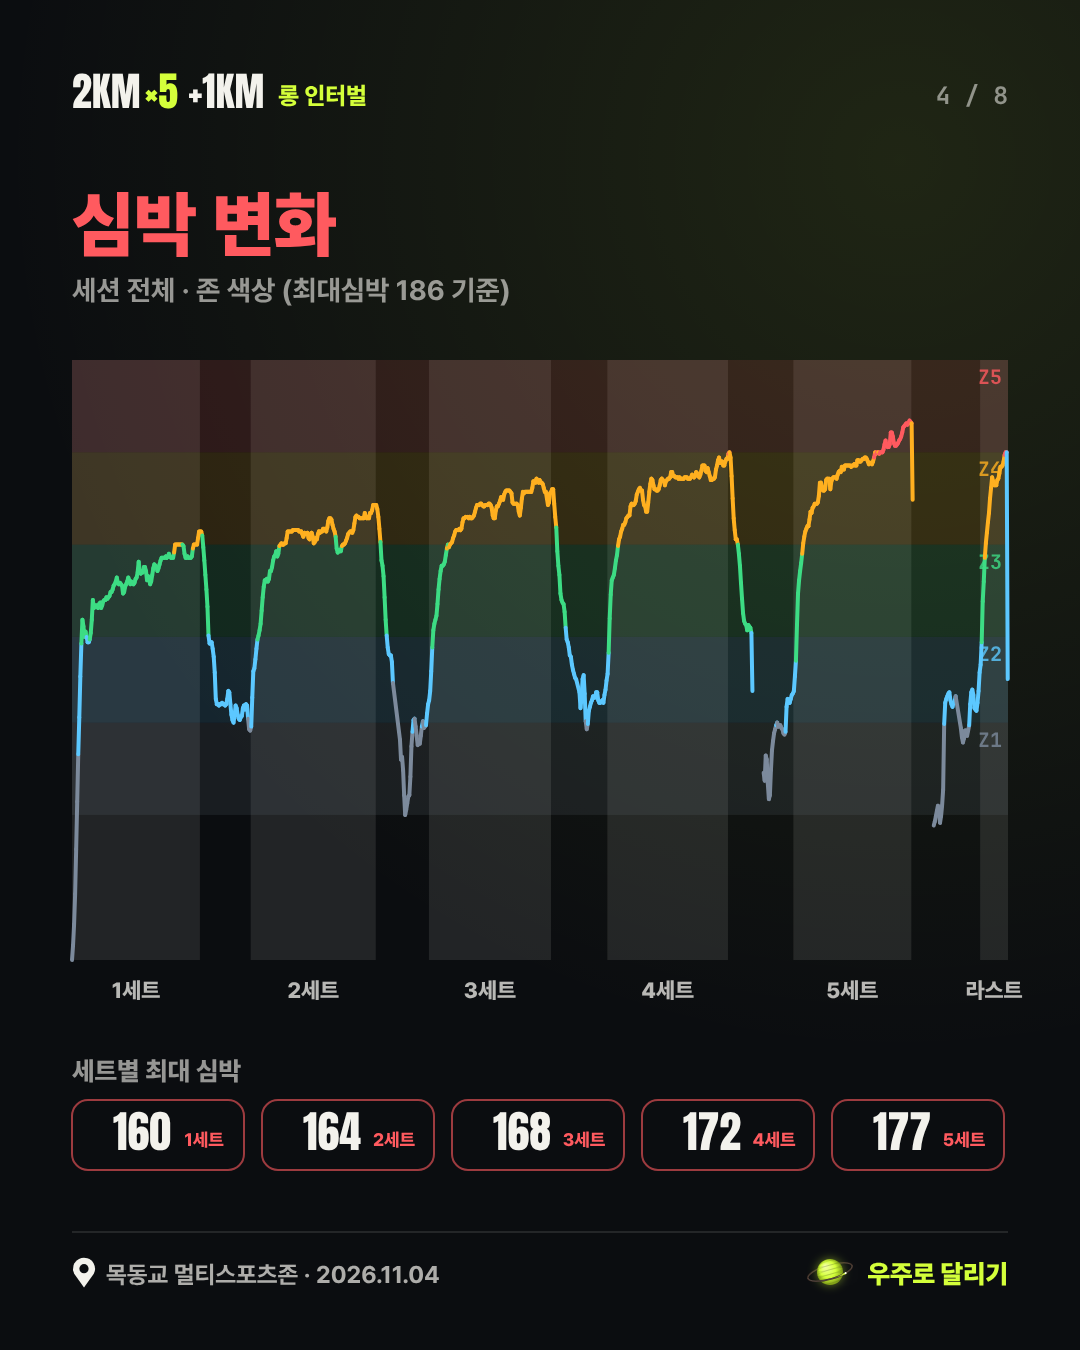 2KM×5 +1KM 롱 인터벌
4 / 8
심박 변화
세션 전체 · 존 색상 (최대심박 186 기준)
Z5
Z4
Z3
Z2
Z1
1세트 2세트 3세트 4세트 5세트 라스트
세트별 최대 심박
160 1세트 164 2세트 168 3세트 172 4세트 177 5세트
목동교 멀티스포츠존 · 2026.11.04
우주로 달리기